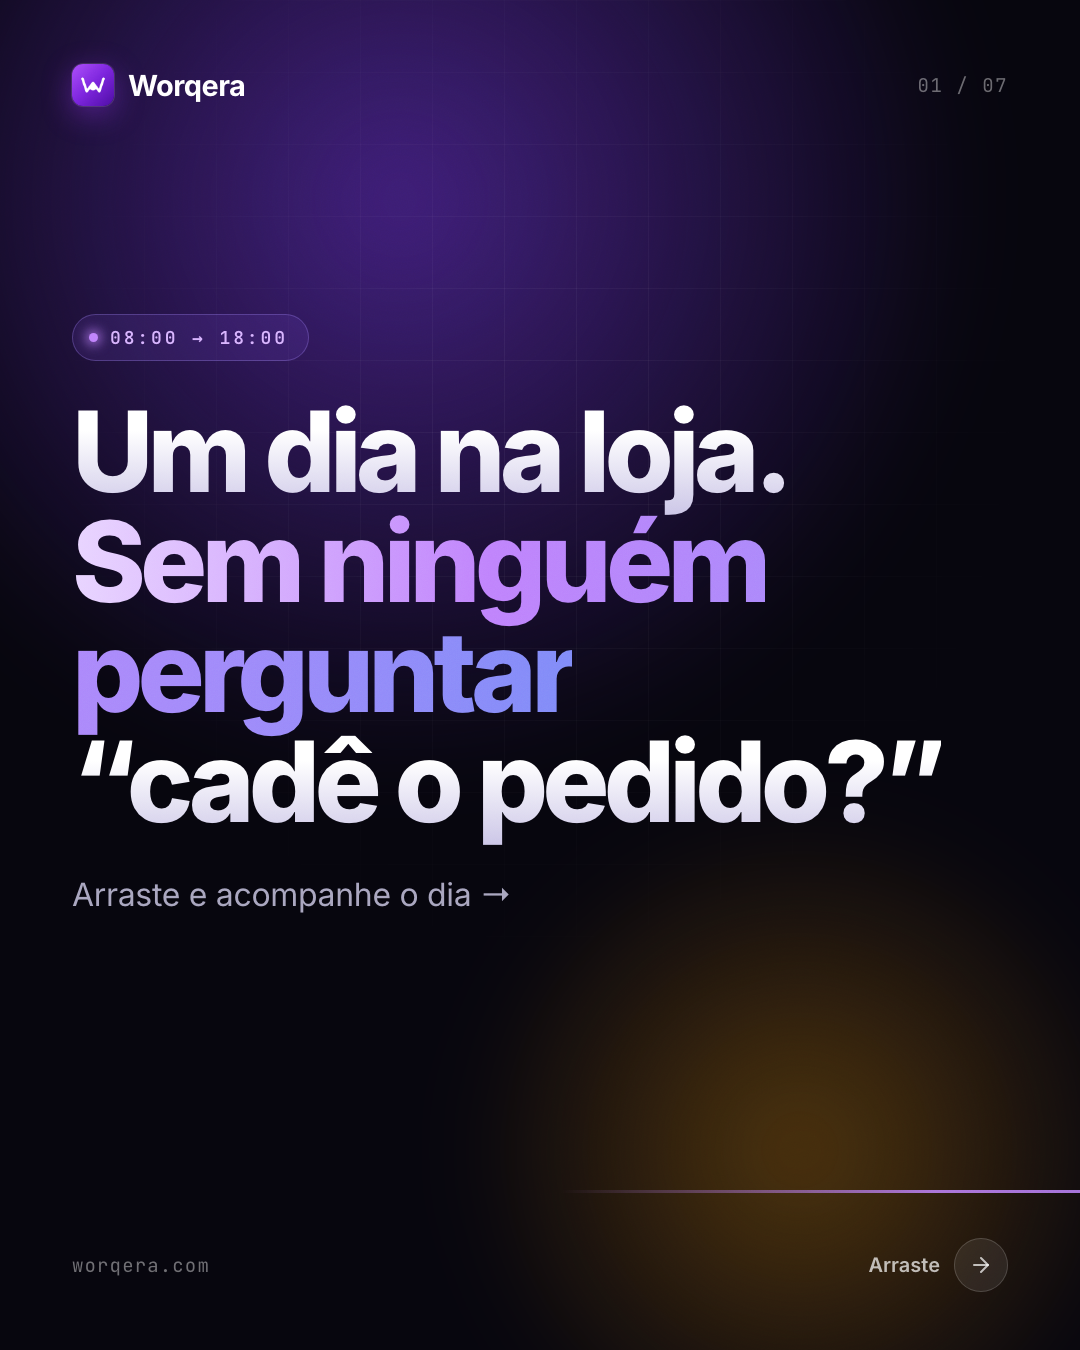 Worqera
01 / 07
08:00 → 18:00
Um dia na loja.
Sem ninguém
perguntar
“cadê o pedido?”
Arraste e acompanhe o dia →
worqera.com
Arraste